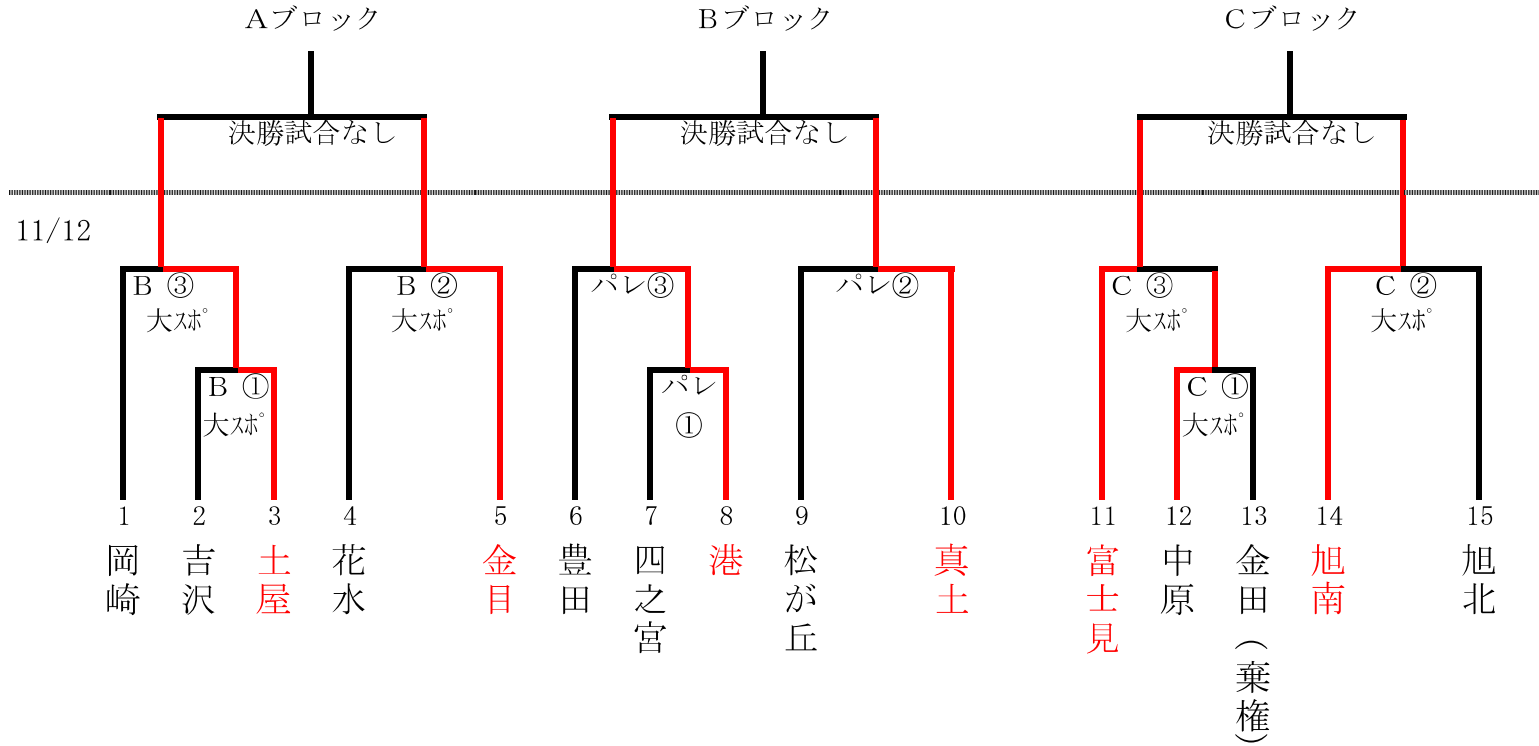 Aブロック
Bブロック
Cブロック
決勝試合なし
決勝試合なし
決勝試合なし
11/12
B ③
大スポ
B ②
大スポ
パレ③
パレ②
C ③
大スポ
C ②
大スポ
B ①
大スポ
パレ
①
C ①
大スポ
1
2
3
4
5
6
7
8
9
10
11
12
13
14
15
岡崎
吉沢
土屋
花水
金目
豊田
四之宮
港
松が丘
真土
富士見
中原
金田(棄権)
旭南
旭北